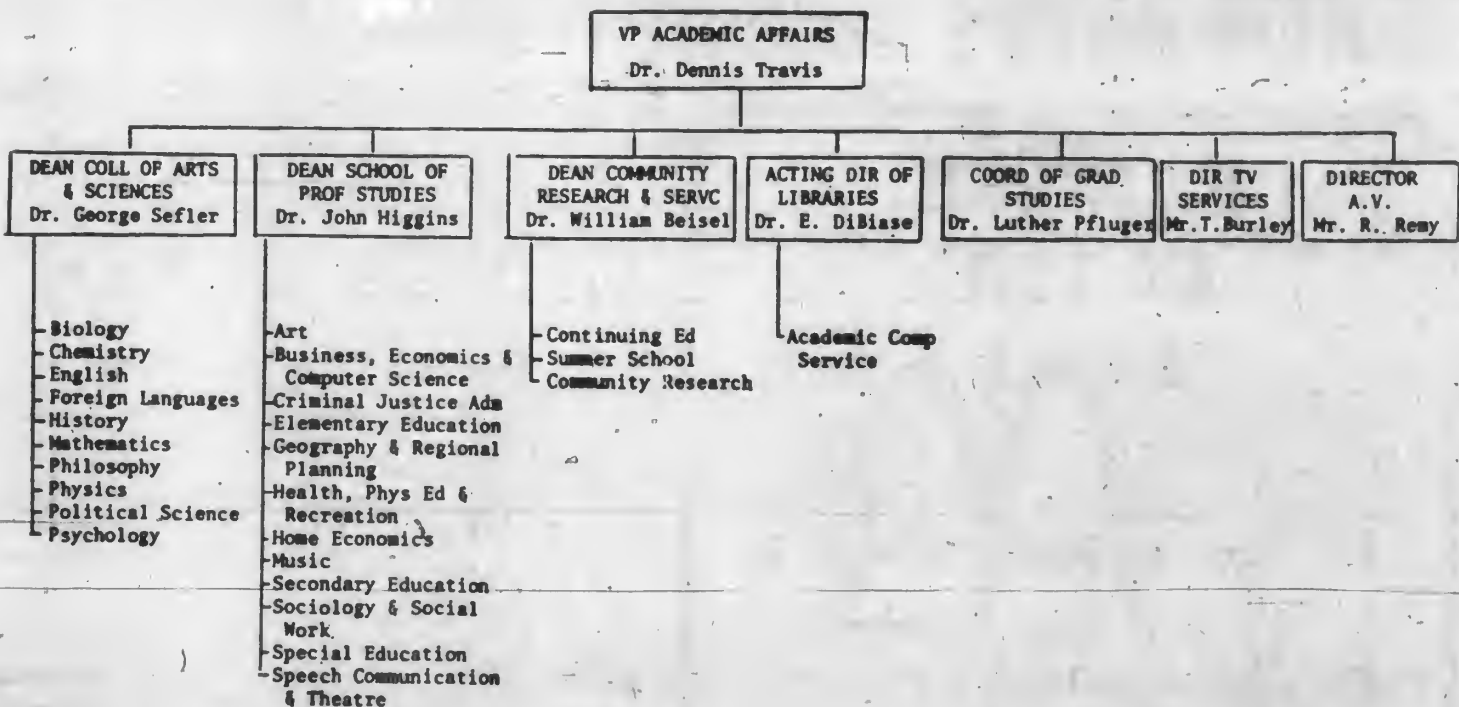 VP ACADEMIC AFFAIRS
Dr. Dennis Travis
DEAN COLL OF ARTS
& SCIENCES
Dr. George Sefler
DEAN SCHOOL OF
PROF STUDIES
Dr. John Higgins
DEAN COMMUNITY
RESEARCH & SERVC
Dr. William Beisel
ACTING DIR OF
LIBRARIES
Dr. E. DiBiase
COORD OF GRAD.
STUDIES
Dr. Luther Pfluger
DIR TV
SERVICES
Mr.T.Burley
DIRECTOR
A.V.
Mr. R. Remy
Biology
Chemistry
English
Foreign Languages
History
Mathematics
Philosophy
Physics
Political Science
Psychology
Art
Business, Economics &
Computer Science
Criminal Justice Adm
Elementary Education
Geography & Regional
Planning
Health, Phys Ed &
Recreation
Home Economics
Music
Secondary Education
Sociology & Social
Work
Special Education
Speech Communication
& Theatre
Continuing Ed
Summer School
Community Research
Academic Comp
Service